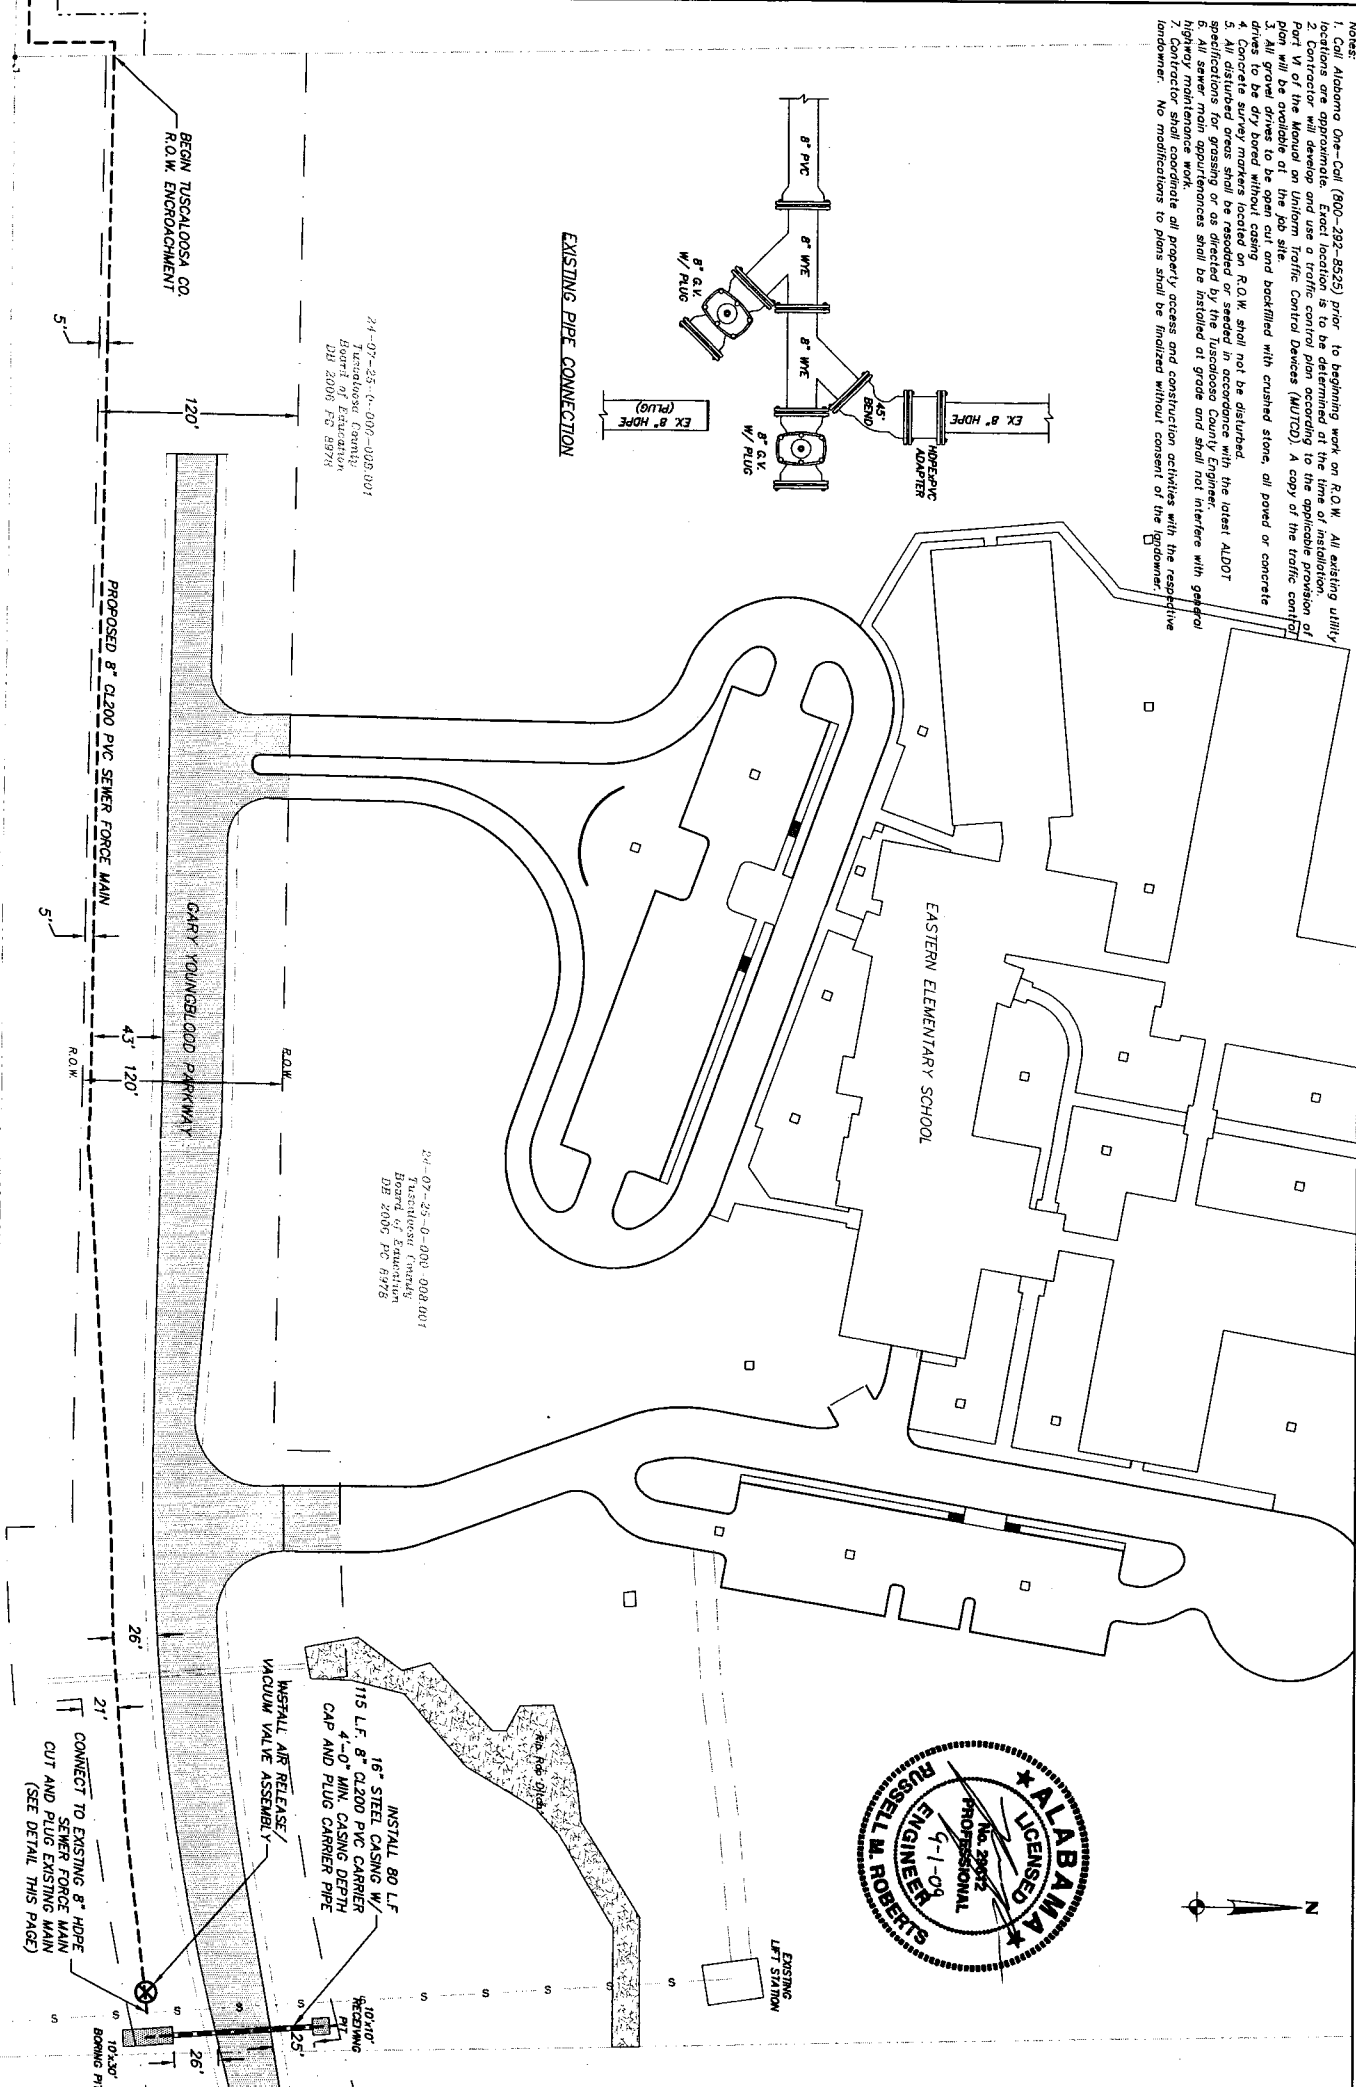 Notes:
1. Call Alabama One-Call (800-292-8525) prior to beginning work on R.O.W. All existing utility
locations are approximate. Exact location is to be determined at the time of installation.
2. Contractor will develop and use a traffic control plan according to the applicable provision of
Part VI of the Manual on Uniform Traffic Control Devices (MUTCD). A copy of the traffic control
plan will be available at the job site.
3. All gravel drives to be open cut and backfilled with crushed stone, all paved or concrete
drives to be dry bored without casing
4. Concrete survey markers located on R.O.W. shall not be disturbed.
5. All disturbed areas shall be resodded or seeded in accordance with the latest ALDOT
specifications for grassing or as directed by the Tuscaloosa County Engineer.
6. All sewer main appurtenances shall be installed at grade and shall not interfere with general
highway maintenance work.
7. Contractor shall coordinate all property access and construction activities with the respective
landowner. No modifications to plans shall be finalized without consent of the landowner.
8" PVC
8" WYE
8" WYE
8" G.V.
W/ PLUG
45°
BEND
HDPExPVC
ADAPTER
EX. 8" HDPE
8" G.V.
W/ PLUG
EX. 8" HDPE
(PLUG)
EXISTING PIPE CONNECTION
BEGIN TUSCALOOSA CO.
R.O.W. ENCROACHMENT
5'
120'
24-07-25-0-000-008.001
Tuscaloosa County
Board of Education
DB 2006 PG 8978
PROPOSED 8" CL200 PVC SEWER FORCE MAIN
5'
GARY YOUNGBLOOD PARKWAY
43'
120'
R.O.W.
R.O.W.
EASTERN ELEMENTARY SCHOOL
24-07-25-0-000-008.001
Tuscaloosa County
Board of Education
DB 2006 PG 8978
26'
21'
Rip Rap Ditch
INSTALL 80 LF
16" STEEL CASING W/
115 L.F. 8" CL200 PVC CARRIER
4'-0" MIN. CASING DEPTH
CAP AND PLUG CARRIER PIPE
INSTALL AIR RELEASE/
VACUUM VALVE ASSEMBLY
CONNECT TO EXISTING 8" HDPE
SEWER FORCE MAIN
CUT AND PLUG EXISTING MAIN
(SEE DETAIL THIS PAGE)
EXISTING
LIFT STATION
S
S
S
S
S
S
S
S
S
10'x10'
RECEIVING
PIT
25'
26'
10'x30'
BORING PIT
ALABAMA
LICENSED
PROFESSIONAL
9-1-09
ENGINEER
RUSSELL M. ROBERTS
N